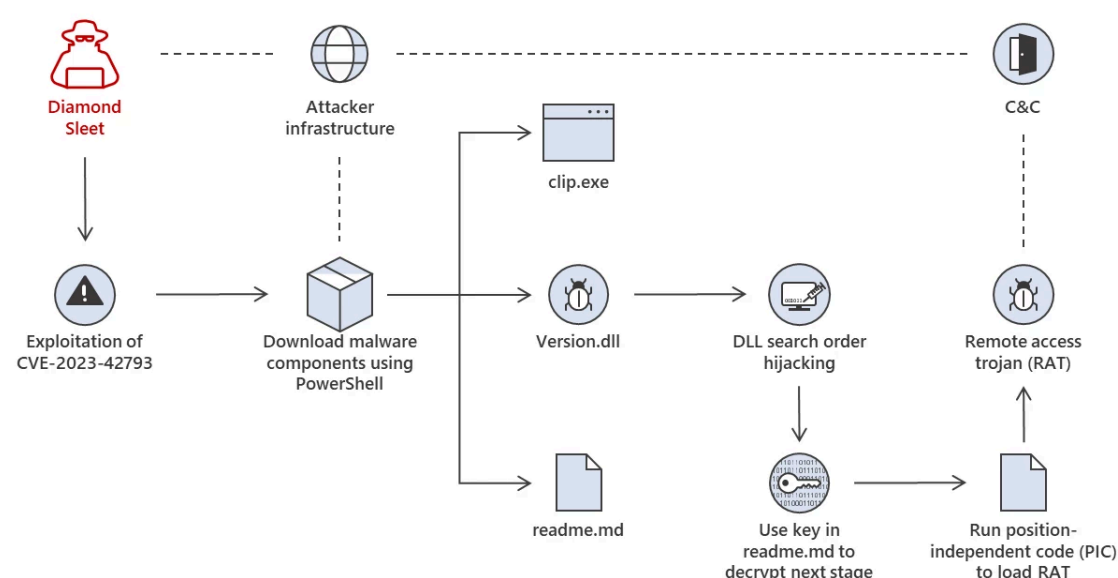 Diamond
Sleet
Attacker
infrastructure
C&C
clip.exe
Exploitation of
CVE-2023-42793
Download malware
components using
PowerShell
Version.dll
DLL search order
hijacking
Remote access
trojan (RAT)
readme.md
Use key in
readme.md to
decrypt next stage
Run position-
independent code (PIC)
to load RAT